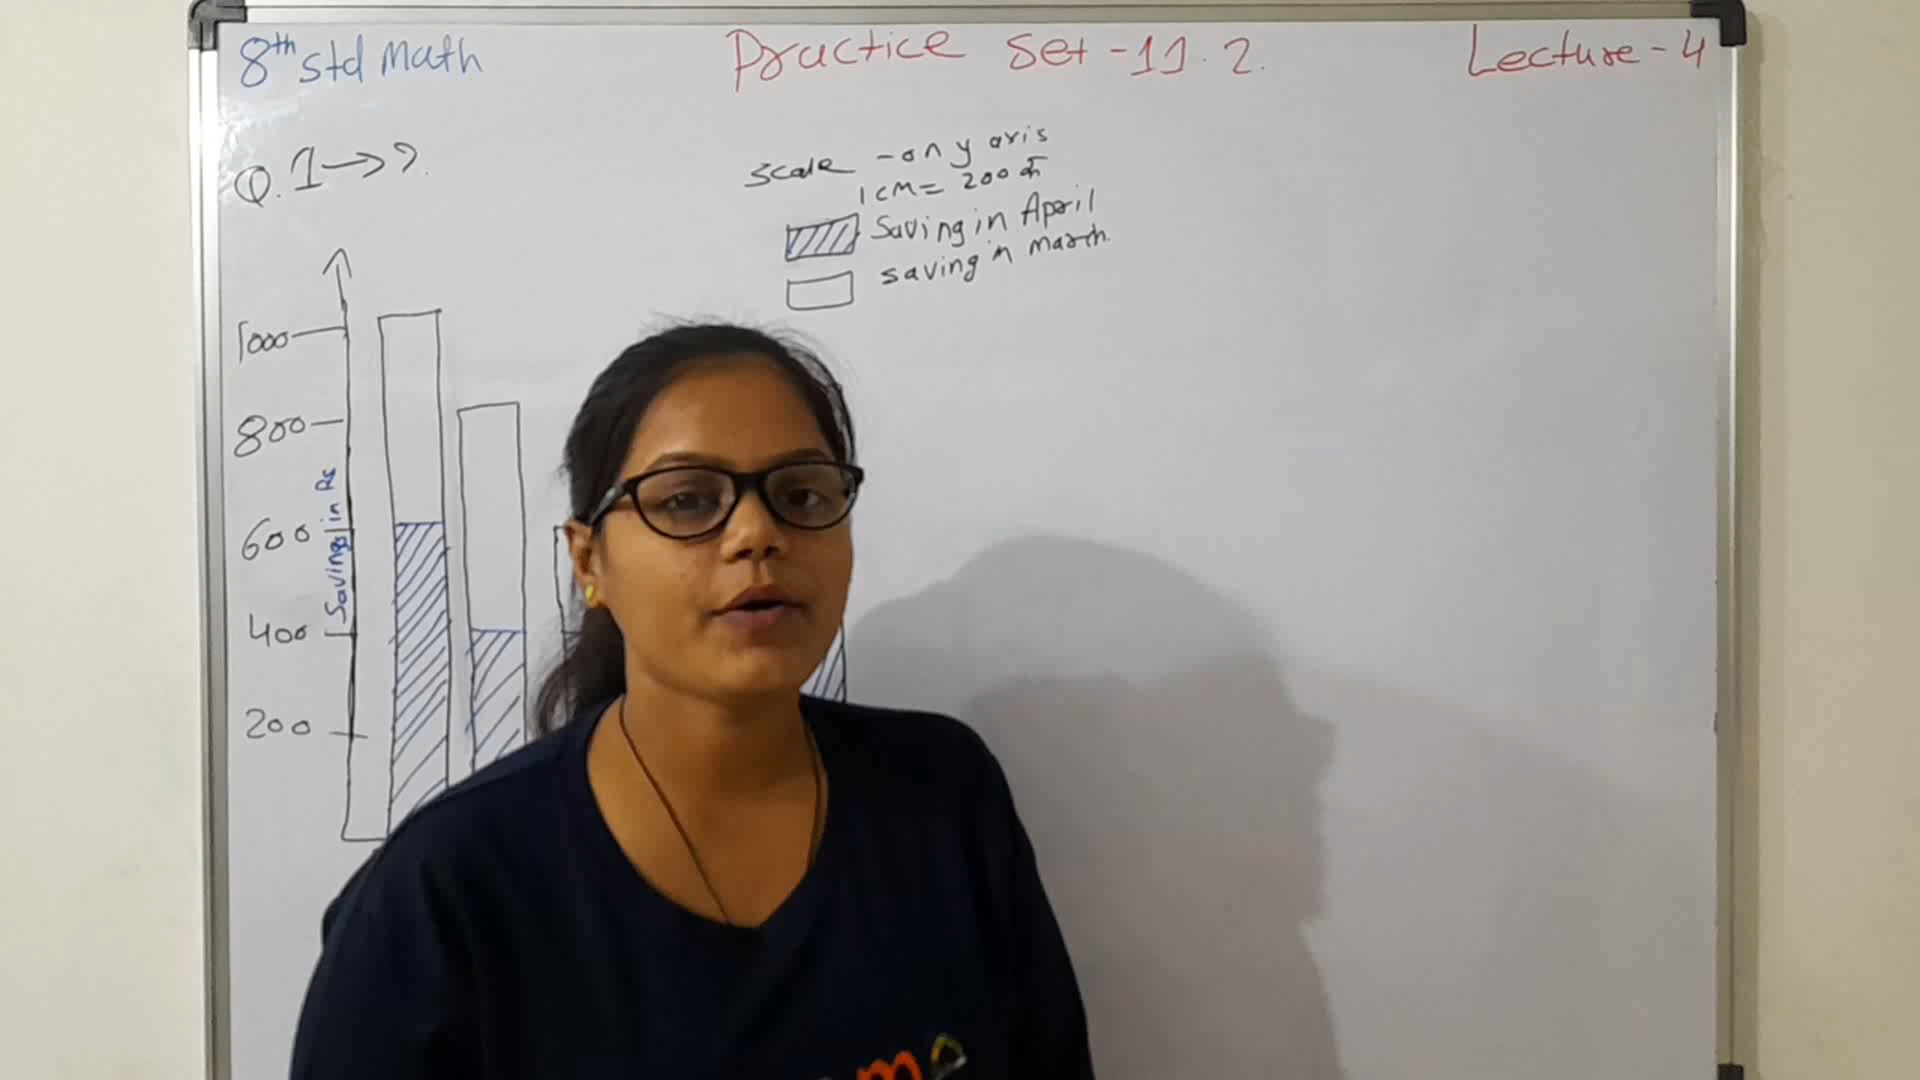 8th std Math
Practice Set - 11.2.
Lecture - 4
Q.1→?.
Scale - on y axis
1 cm = 200
Saving in April
saving in march.
1000
800
600
400
200
Savings in Rs
m